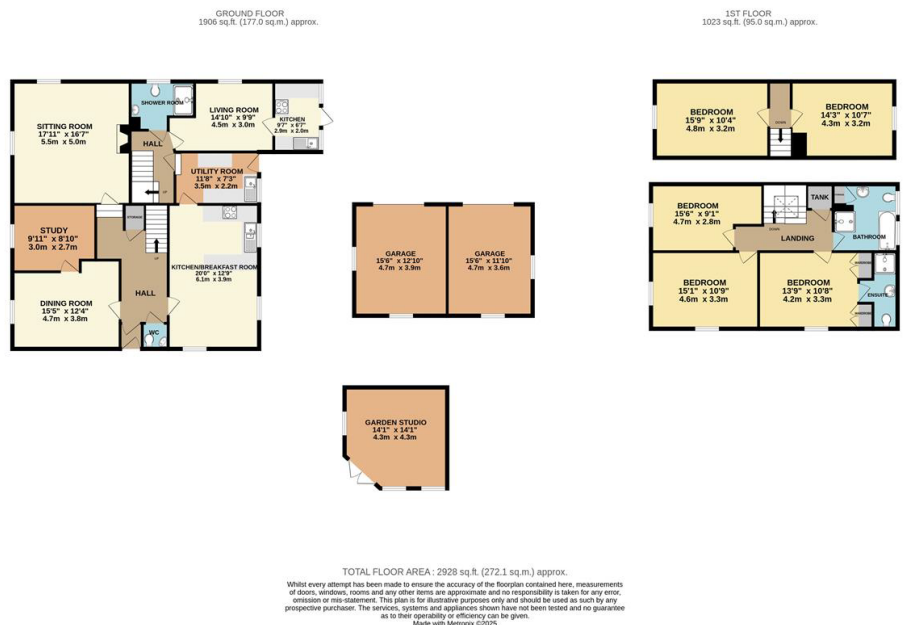 GROUND FLOOR
1906 sq.ft. (177.0 sq.m.) approx.
1ST FLOOR
1023 sq.ft. (95.0 sq.m.) approx.
SITTING ROOM
17'11" x 16'7"
5.5m x 5.0m
SHOWER ROOM
LIVING ROOM
14'10" x 9'9"
4.5m x 3.0m
KITCHEN
9'7" x 6'7"
2.9m x 2.0m
HALL
UP
UTILITY ROOM
11'8" x 7'3"
3.5m x 2.2m
STUDY
9'11" x 8'10"
3.0m x 2.7m
STORAGE
UP
KITCHEN/BREAKFAST ROOM
20'0" x 12'9"
6.1m x 3.9m
DINING ROOM
15'5" x 12'4"
4.7m x 3.8m
HALL
WC
GARAGE
15'6" x 12'10"
4.7m x 3.9m
GARAGE
15'6" x 11'10"
4.7m x 3.6m
GARDEN STUDIO
14'1" x 14'1"
4.3m x 4.3m
BEDROOM
15'9" x 10'4"
4.8m x 3.2m
DOWN
BEDROOM
14'3" x 10'7"
4.3m x 3.2m
BEDROOM
15'6" x 9'1"
4.7m x 2.8m
DOWN
TANK
LANDING
BATHROOM
BEDROOM
15'1" x 10'9"
4.6m x 3.3m
BEDROOM
13'9" x 10'8"
4.2m x 3.3m
WARDROBE
ENSUITE
WARDROBE
TOTAL FLOOR AREA : 2928 sq.ft. (272.1 sq.m.) approx.
Whilst every attempt has been made to ensure the accuracy of the floorplan contained here, measurements
of doors, windows, rooms and any other items are approximate and no responsibility is taken for any error,
omission or mis-statement. This plan is for illustrative purposes only and should be used as such by any
prospective purchaser. The services, systems and appliances shown have not been tested and no guarantee
as to their operability or efficiency can be given.
Made with Metropix ©2025